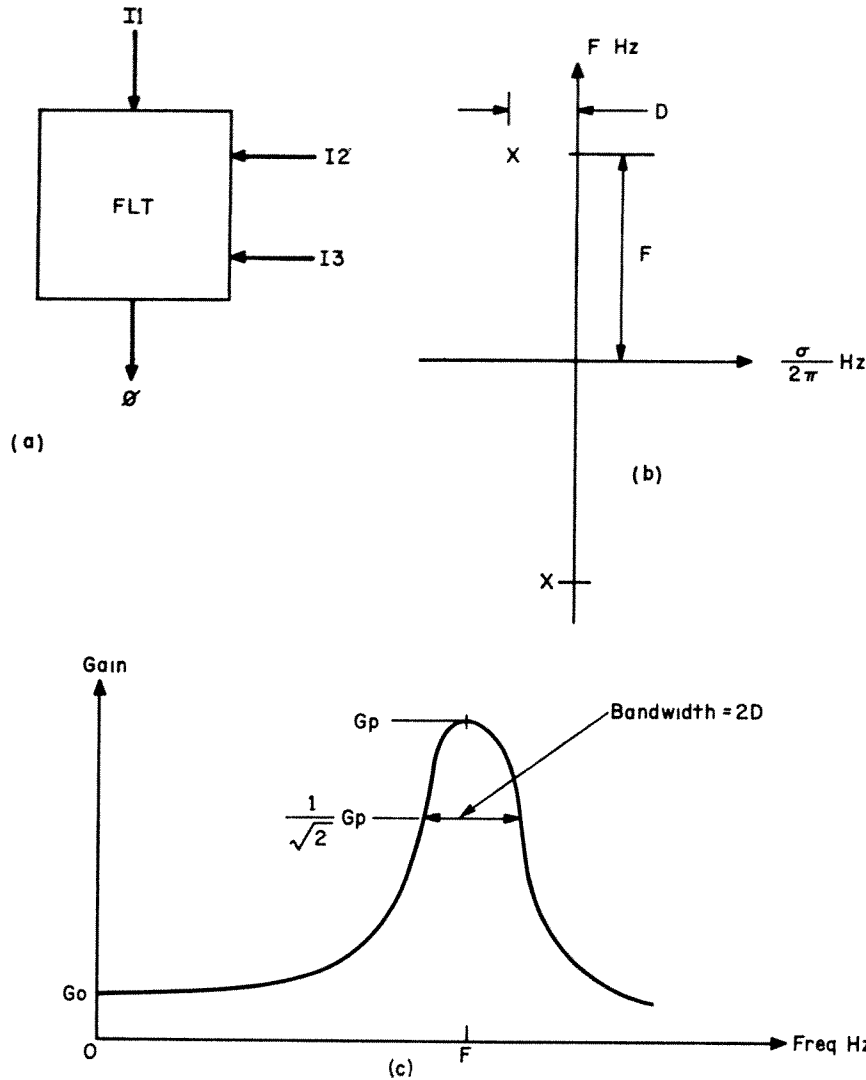 I1
I2
FLT
I3
Ø
(a)
F Hz
D
X
F
σ/2π Hz
(b)
X
Gain
Gp
Bandwidth = 2D
1/√2 Gp
Go
O
F
Freq Hz
(c)